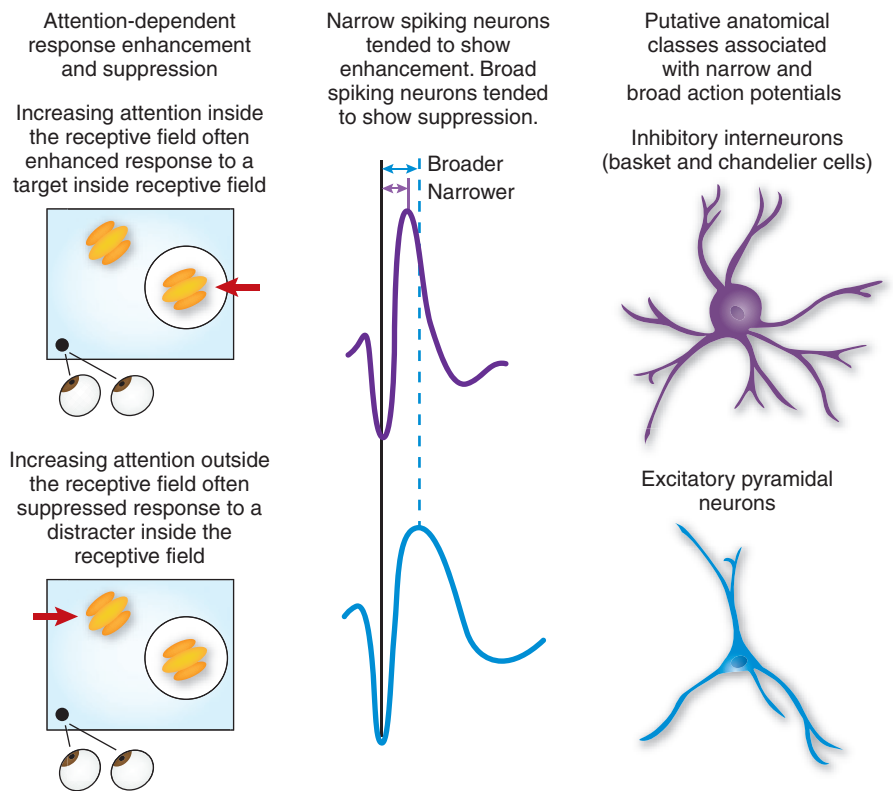 Attention-dependent
response enhancement
and suppression
Increasing attention inside
the receptive field often
enhanced response to a
target inside receptive field
Increasing attention outside
the receptive field often
suppressed response to a
distracter inside the
receptive field
Narrow spiking neurons
tended to show
enhancement. Broad
spiking neurons tended
to show suppression.
Broader
Narrower
Putative anatomical
classes associated
with narrow and
broad action potentials
Inhibitory interneurons
(basket and chandelier cells)
Excitatory pyramidal
neurons